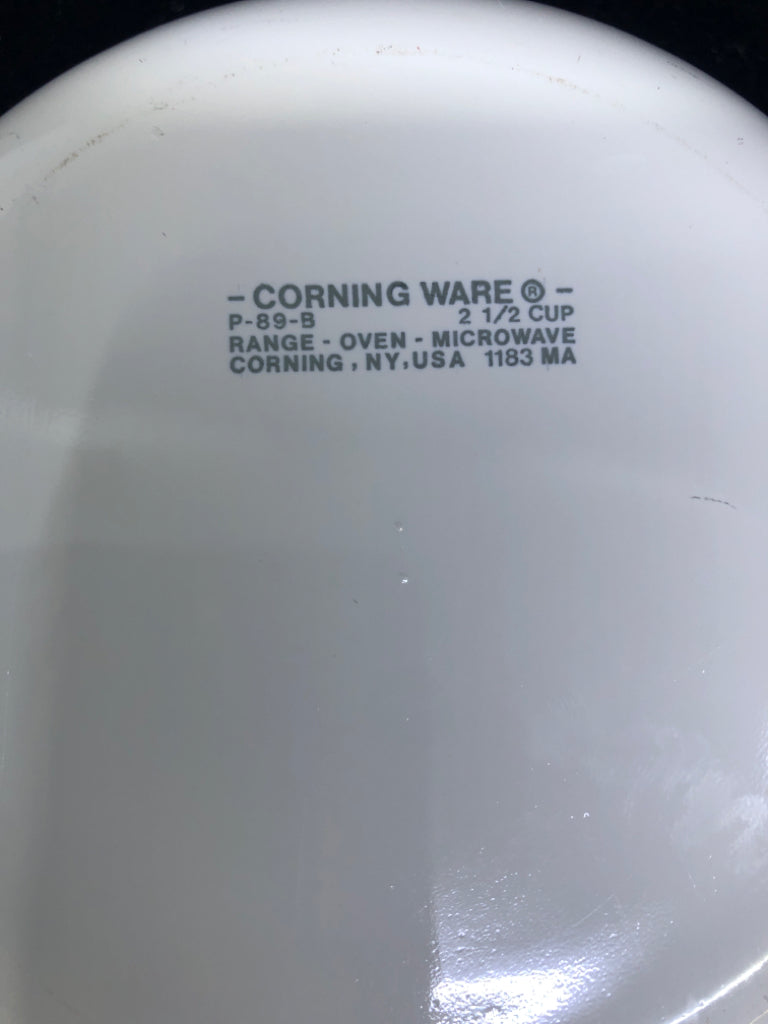 - CORNING WARE ® -
P-89-B 2 1/2 CUP
RANGE - OVEN - MICROWAVE
CORNING , NY, USA 1183 MA